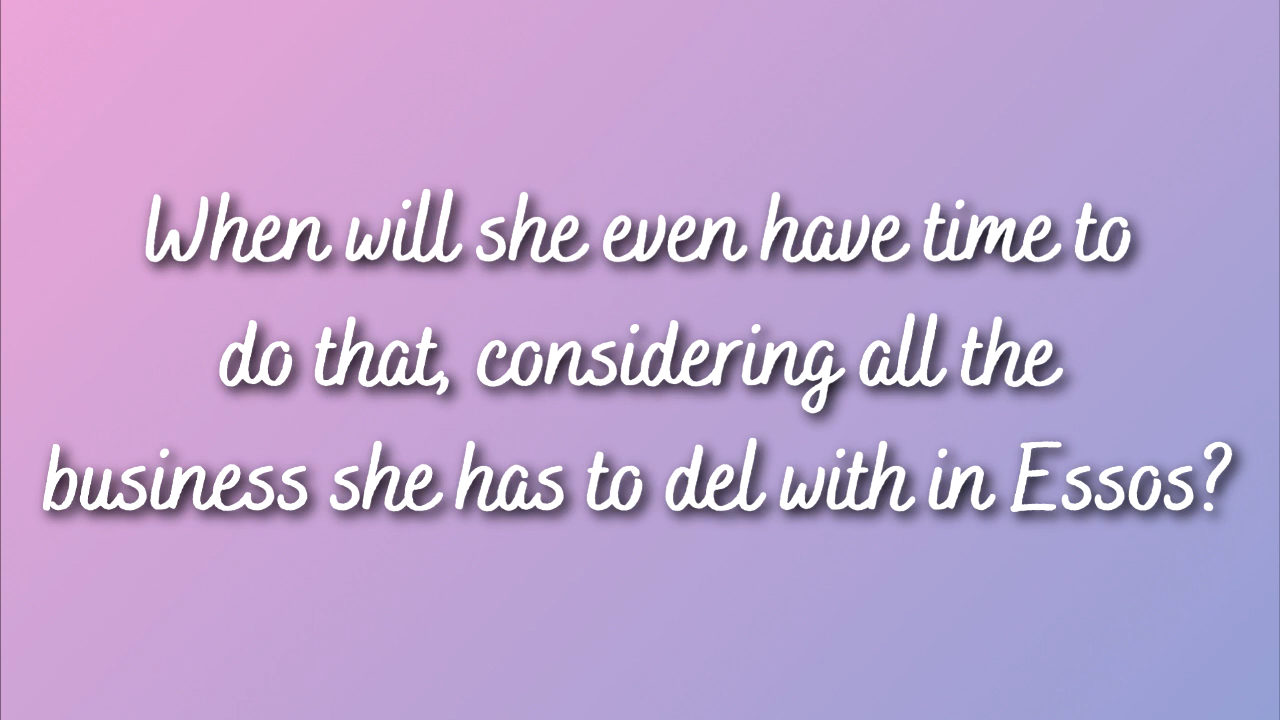 When will she even have time to
do that, considering all the
business she has to del with in Essos?